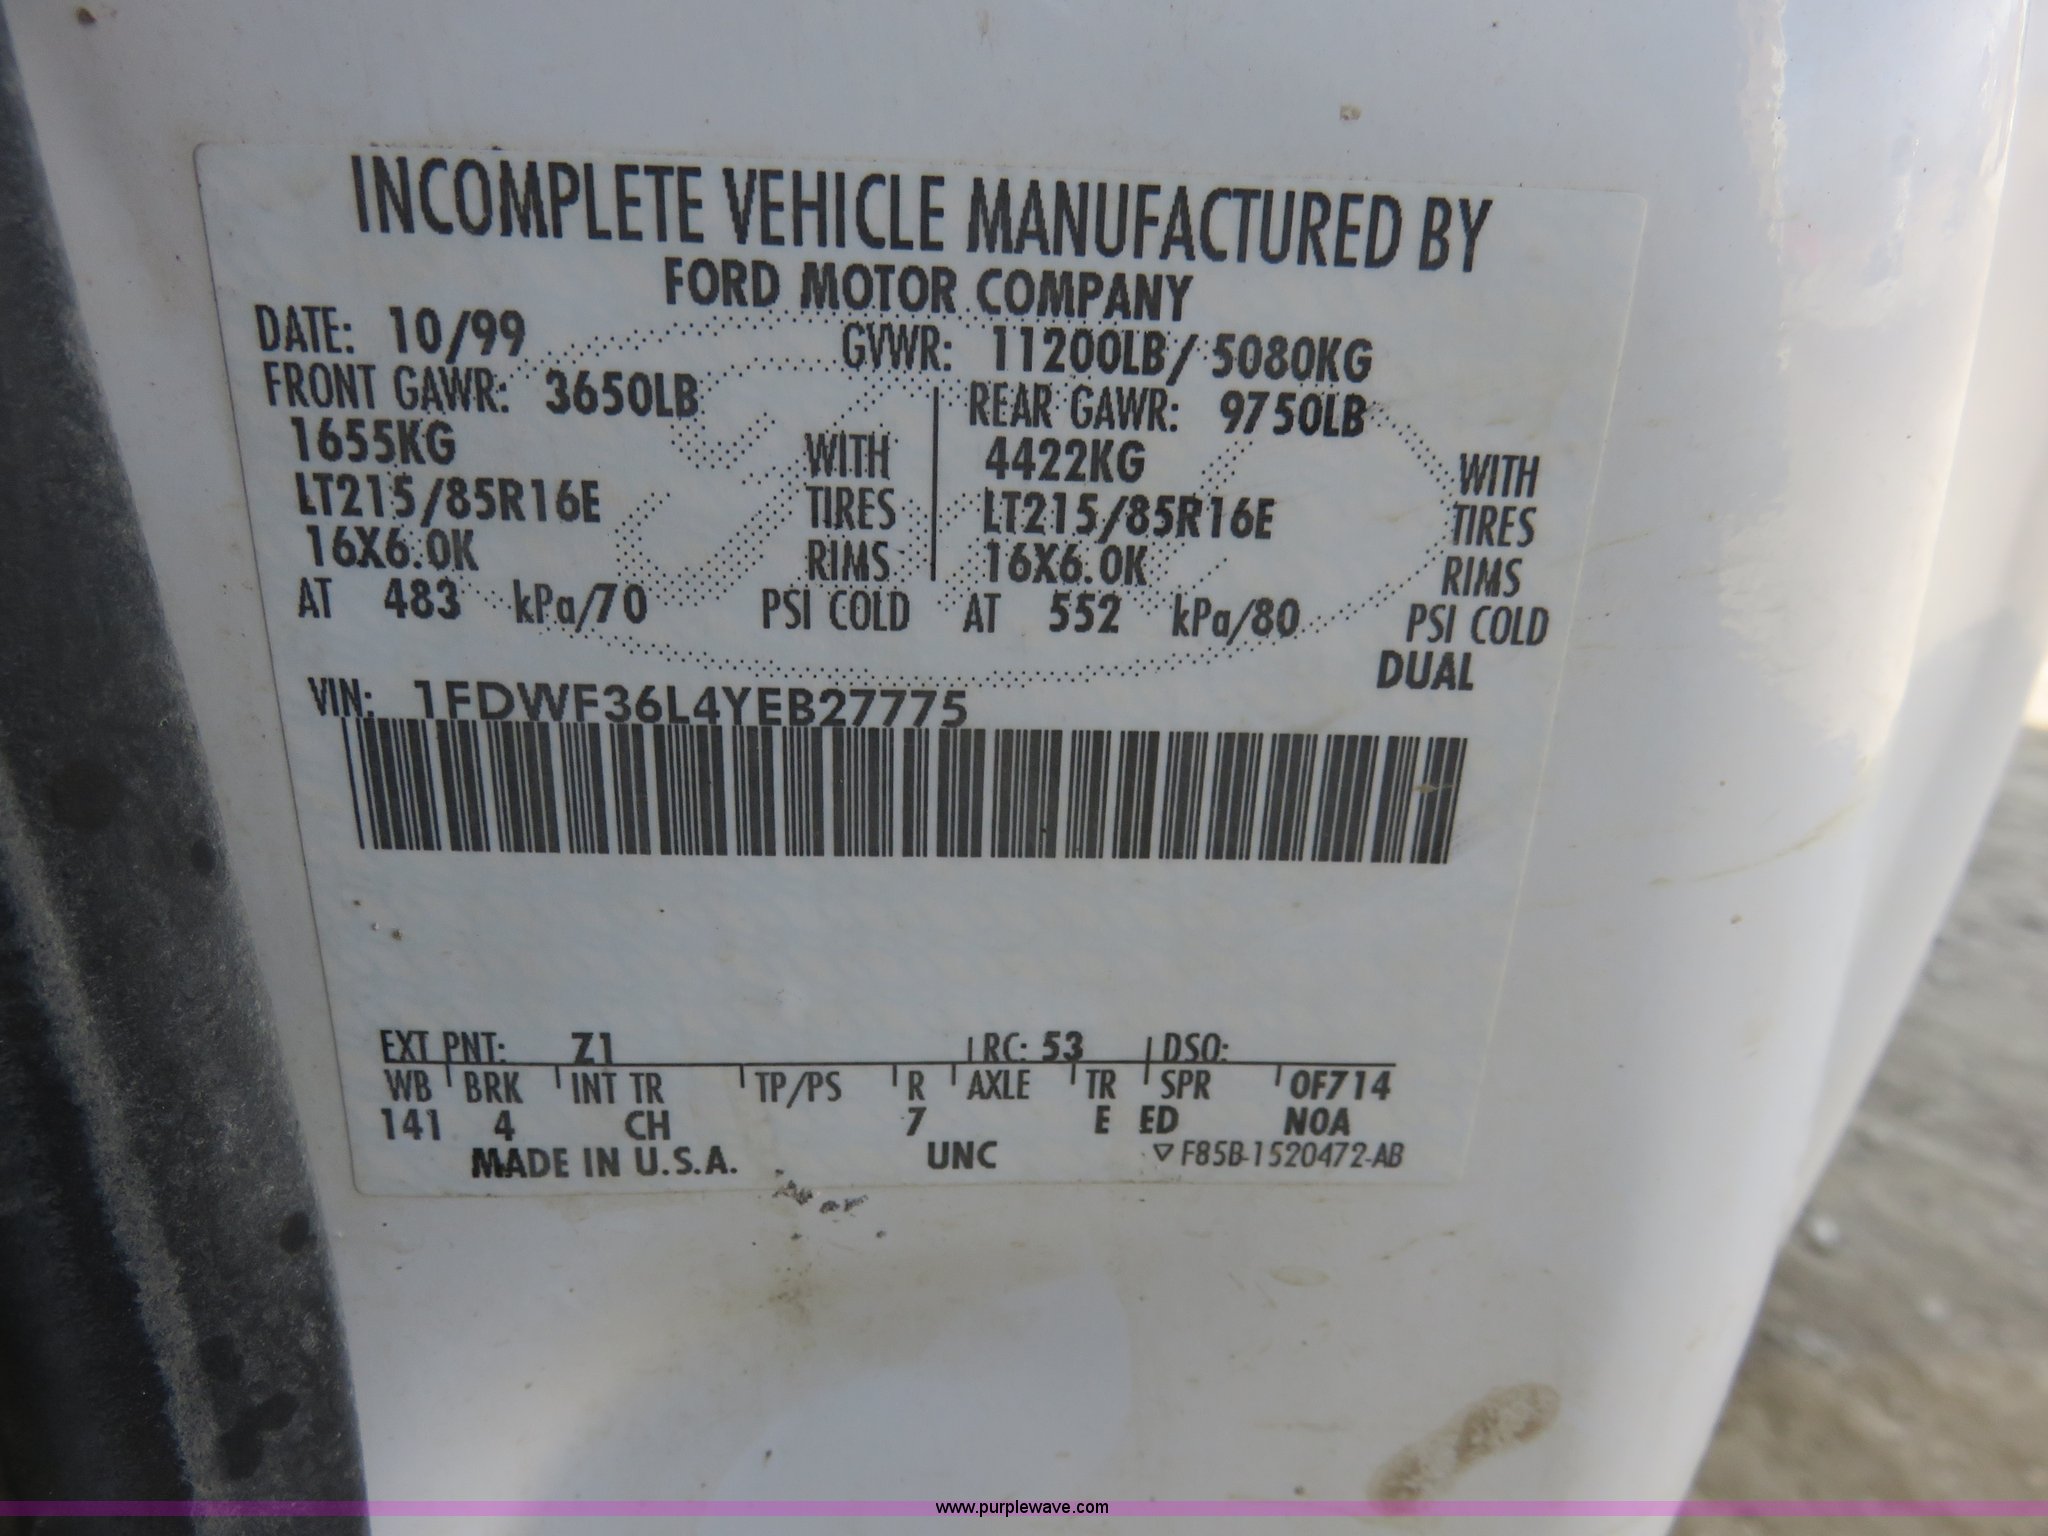 INCOMPLETE VEHICLE MANUFACTURED BY
FORD MOTOR COMPANY
DATE: 10/99 GVWR: 11200LB/ 5080KG
FRONT GAWR: 3650LB REAR GAWR: 9750LB
1655KG WITH 4422KG WITH
LT215/85R16E TIRES LT215/85R16E TIRES
16X6.0K RIMS 16X6.0K RIMS
AT 483 kPa/70 PSI COLD AT 552 kPa/80 PSI COLD
DUAL
VIN: 1FDWF36L4YEB27775
EXT PNT: Z1 RC: 53 DSO:
WB BRK INT TR TP/PS R AXLE TR SPR 0F714
141 4 CH 7 E ED N0A
MADE IN U.S.A. UNC ▽ F85B-1520472-AB
www.purplewave.com